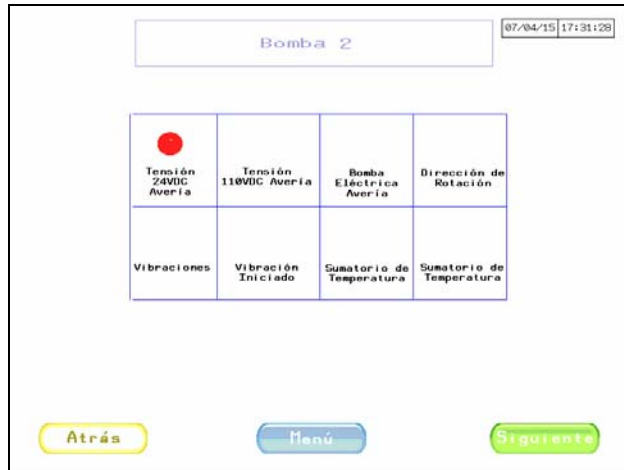 Bomba 2
07/04/15 17:31:28
Tensión
24VDC
Avería
Tensión
110VDC Avería
Bomba
Eléctrica
Avería
Dirección de
Rotación
Vibraciones
Vibración
Iniciado
Sumatorio de
Temperatura
Sumatorio de
Temperatura
Atrás
Menú
Siguiente